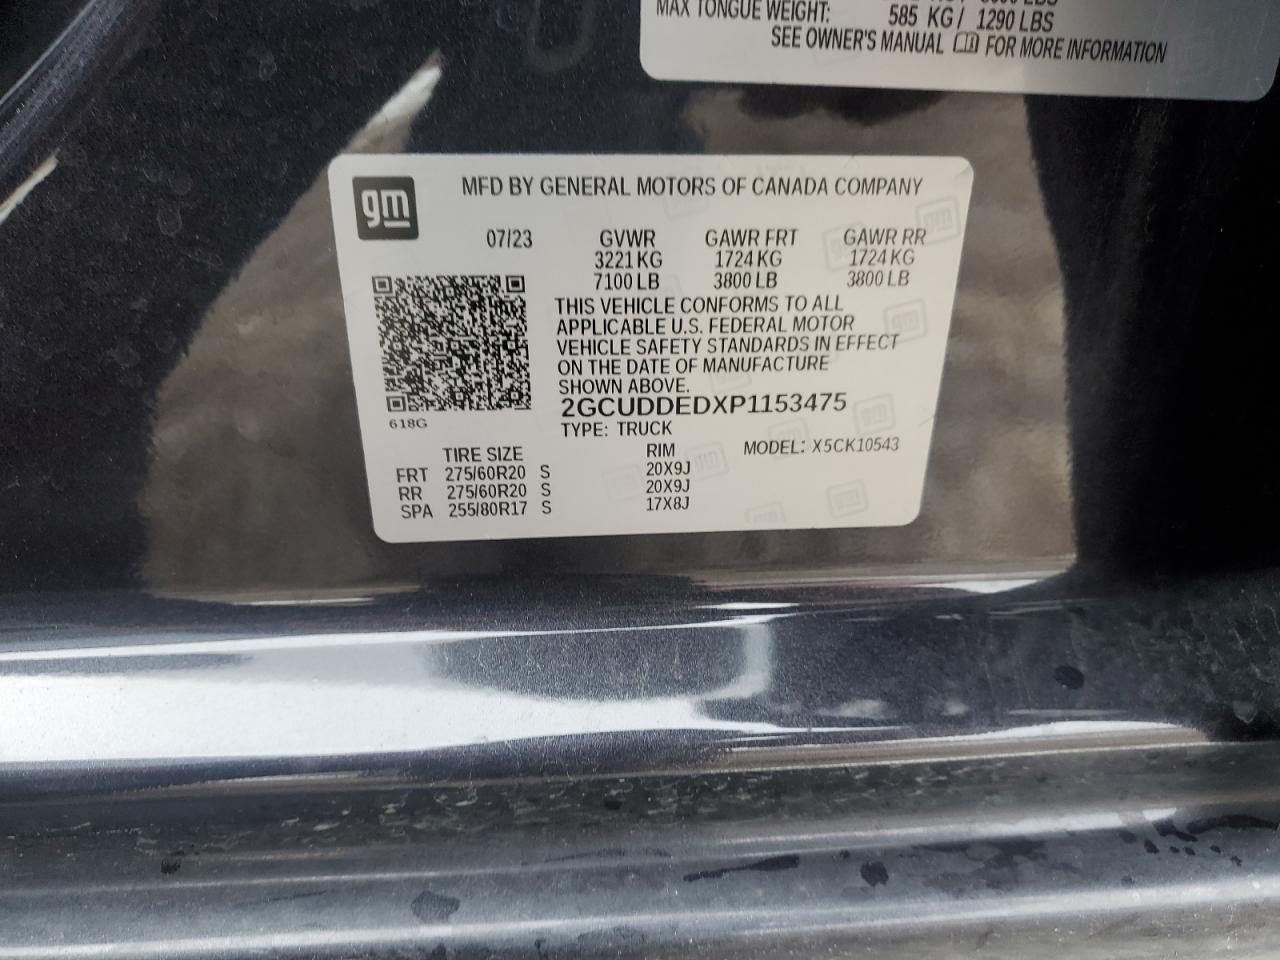 MAX TONGUE WEIGHT: 585 KG / 1290 LBS
SEE OWNER'S MANUAL FOR MORE INFORMATION
gm
MFD BY GENERAL MOTORS OF CANADA COMPANY
07/23 GVWR GAWR FRT GAWR RR
3221 KG 1724 KG 1724 KG
7100 LB 3800 LB 3800 LB
THIS VEHICLE CONFORMS TO ALL
APPLICABLE U.S. FEDERAL MOTOR
VEHICLE SAFETY STANDARDS IN EFFECT
ON THE DATE OF MANUFACTURE
SHOWN ABOVE.
2GCUDDEDXP1153475
618G
TYPE: TRUCK
TIRE SIZE RIM MODEL: X5CK10543
FRT 275/60R20 S 20X9J
RR 275/60R20 S 20X9J
SPA 255/80R17 S 17X8J